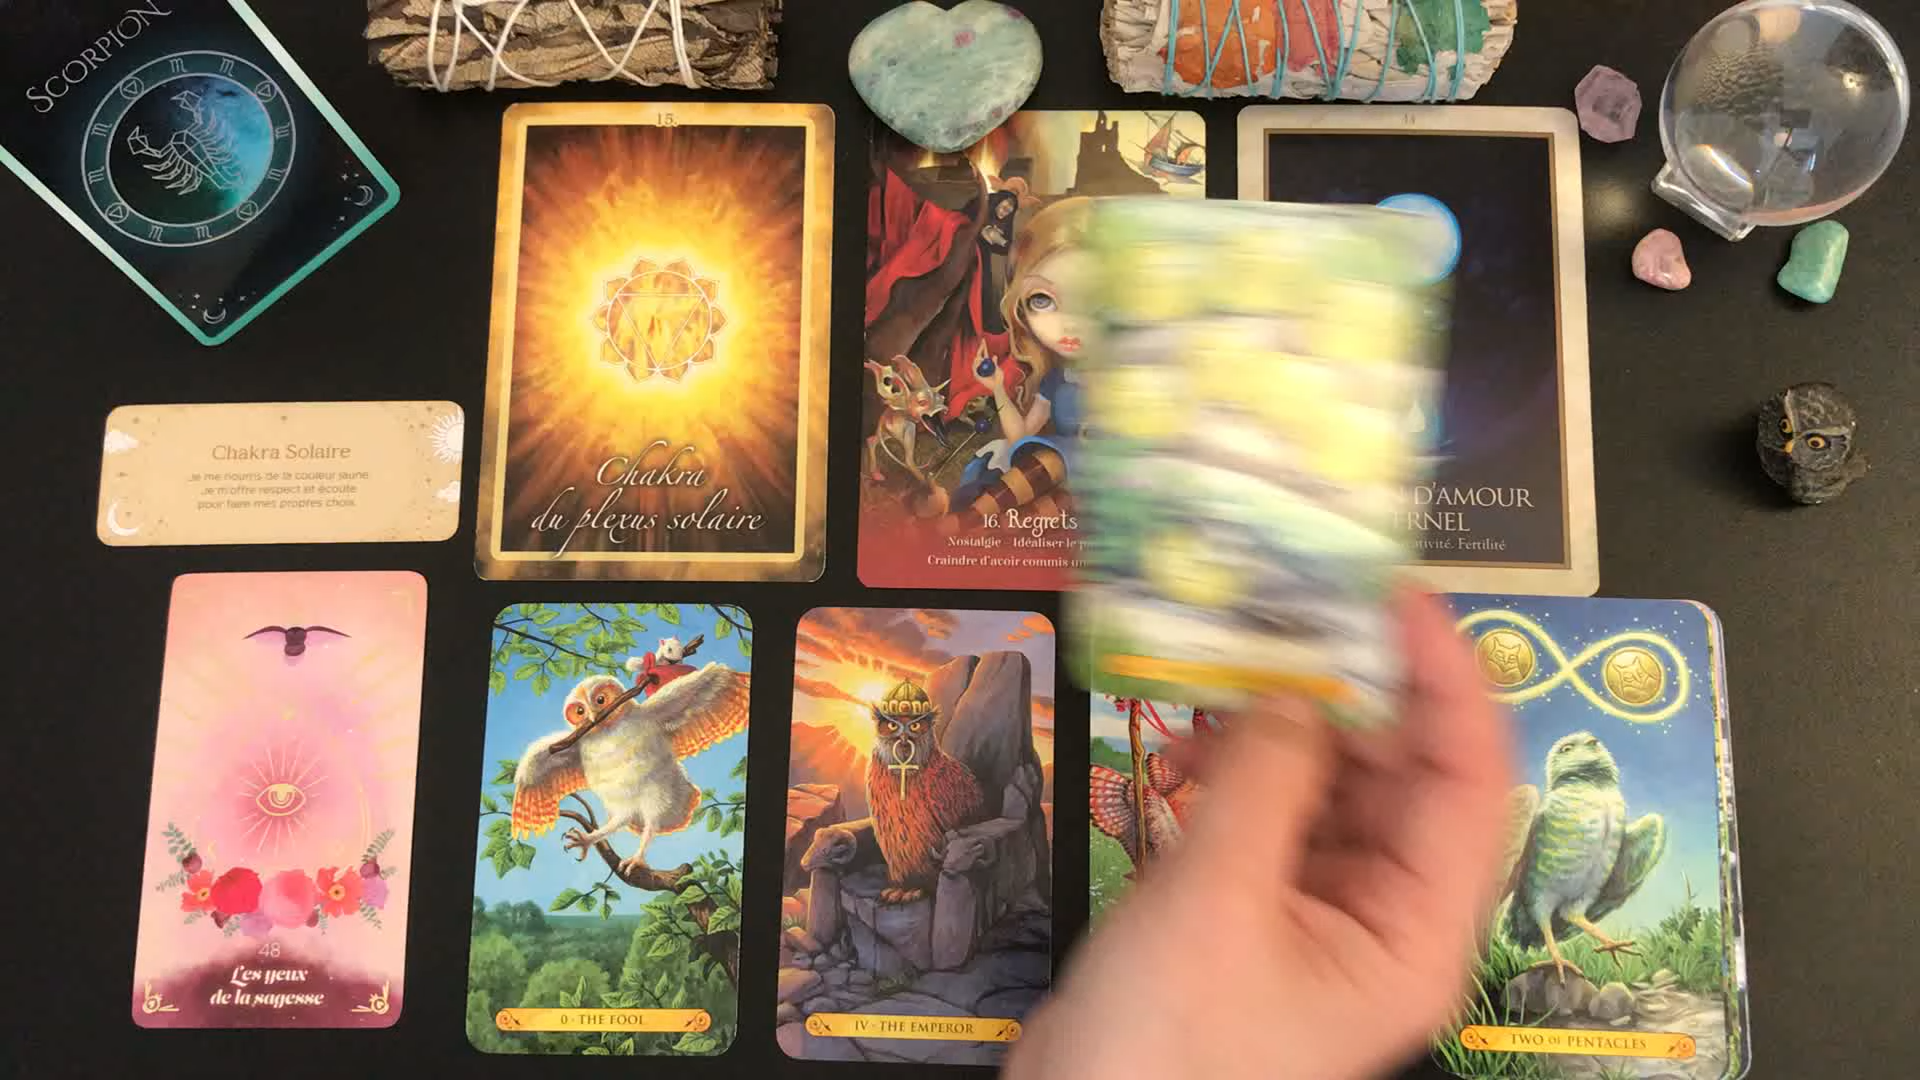 SCORPION
15.
Chakra
du plexus solaire
Chakra Solaire
Je me nourris de la couleur jaune.
Je m'offre respect et écoute
pour faire mes propres choix.
16. Regrets
Nostalgie - Idéaliser le
Craindre d'avoir commis
D'AMOUR
Fertilité
48
Les yeux
de la sagesse
0 · THE FOOL
IV · THE EMPEROR
TWO OF PENTACLES